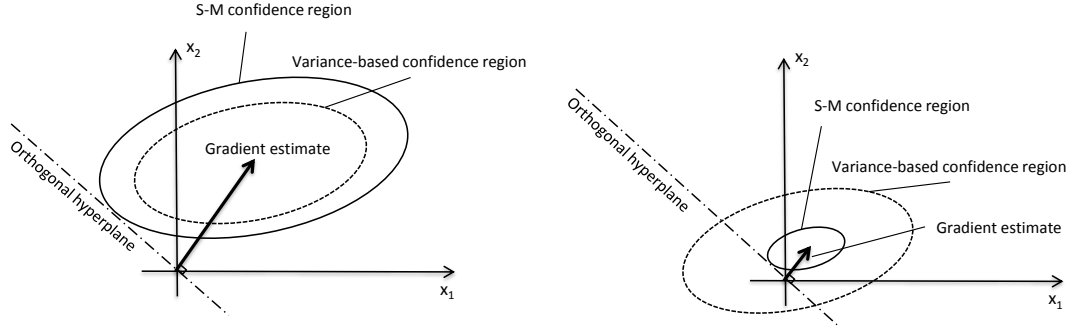 S-M confidence region
x2
Variance-based confidence region
Gradient estimate
Orthogonal hyperplane
x1
x2
S-M confidence region
Orthogonal hyperplane
Variance-based confidence region
Gradient estimate
x1